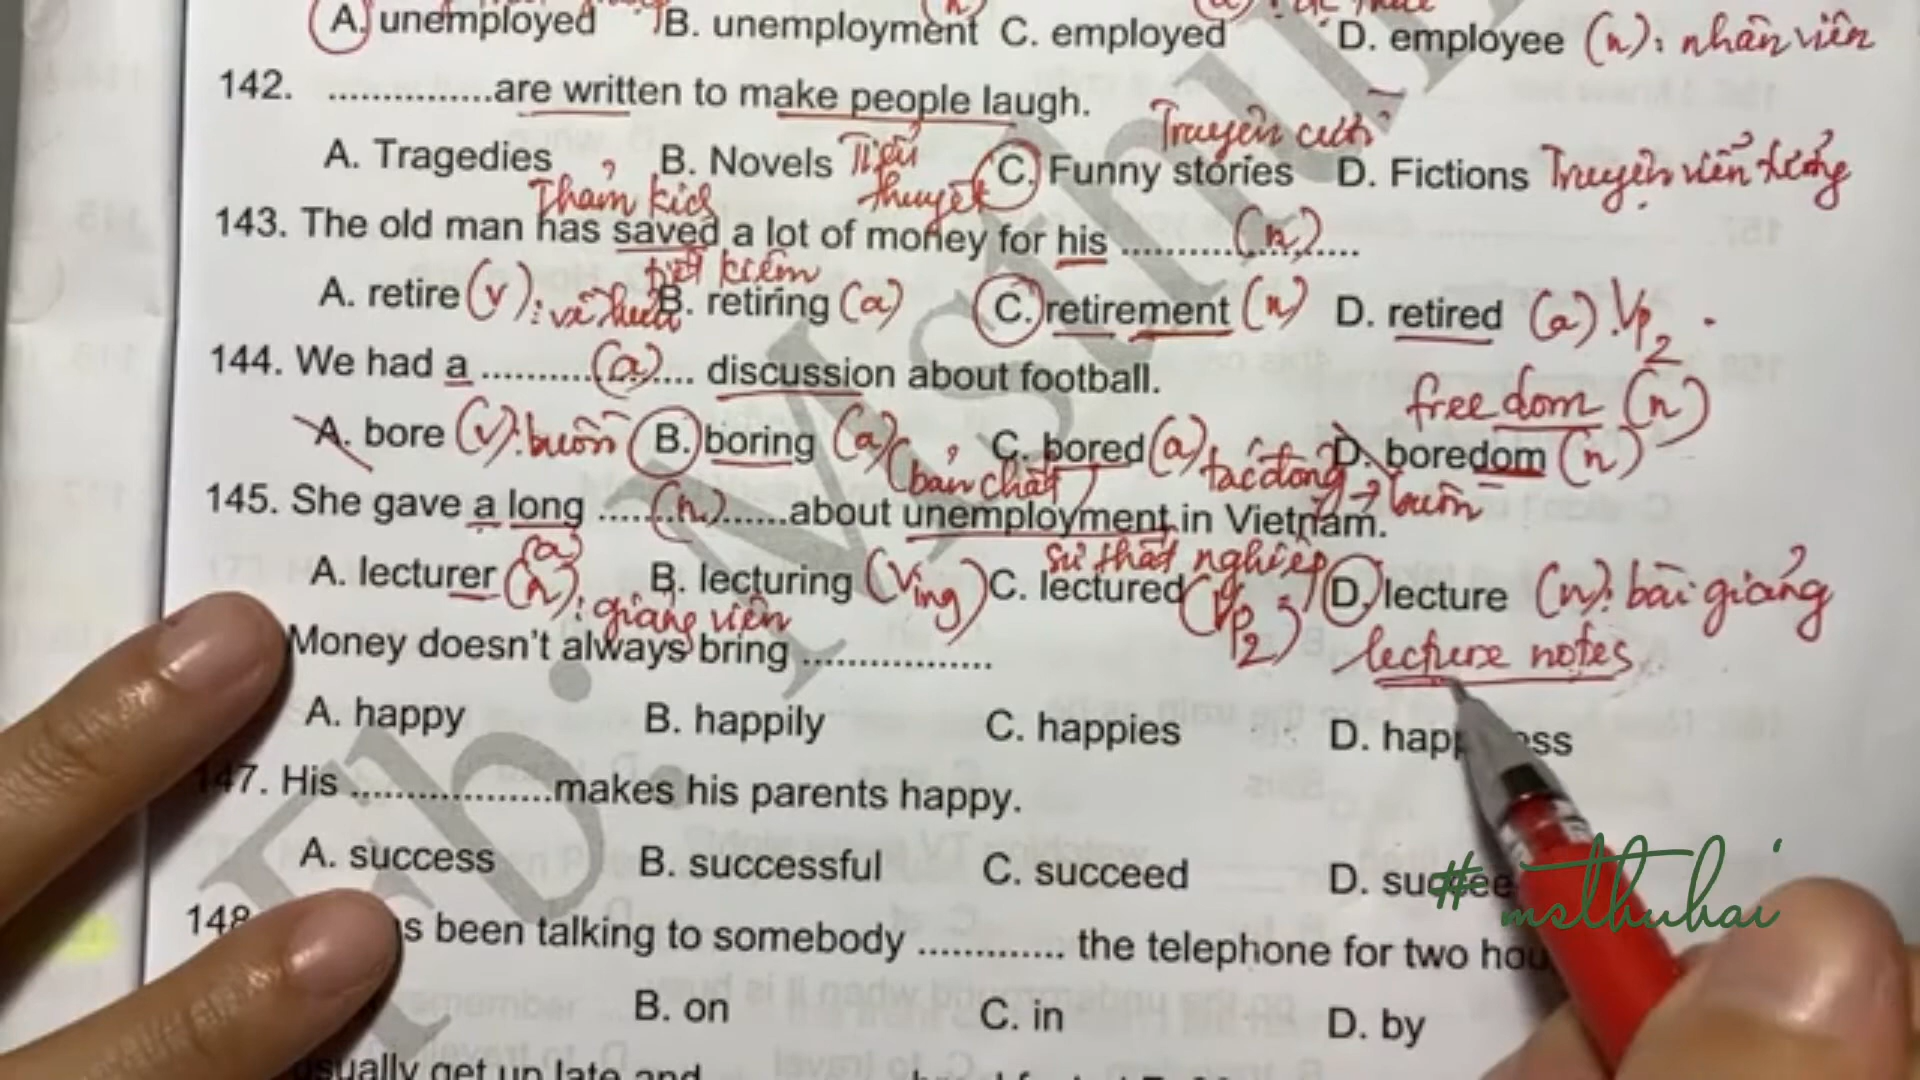 A. unemployed B. unemployment C. employed D. employee (n): nhân viên
142. ................are written to make people laugh.
Truyện cười
A. Tragedies B. Novels Tiểu thuyết C. Funny stories D. Fictions Truyện viễn tưởng
Thảm kịch
143. The old man has saved a lot of money for his ..........(n)..........
tiết kiệm
A. retire (v): về hưu B. retiring (a) C. retirement (n) D. retired (a). Vp2
144. We had a ..........(a)...... discussion about football.
freedom (n)
A. bore (v): buồn B. boring (a) (bản chất) C. bored (a) tác động D. boredom (n)
→ buồn
145. She gave a long ......(n)......about unemployment in Vietnam.
(a) sự thất nghiệp
A. lecturer (n): giảng viên B. lecturing (Ving) C. lectured (Vp2) D. lecture (n): bài giảng
lecture notes
Money doesn't always bring ..................
A. happy B. happily C. happies D.
147. His ...................makes his parents happy.
A. success B. successful C. succeed D.
#msthuhai
148 been talking to somebody .............. the telephone for two
B. on C. in D. by
get up late and
Fb: Msthuh